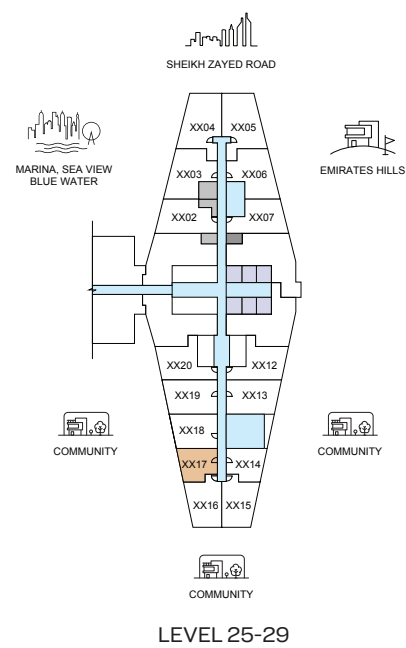 SHEIKH ZAYED ROAD
MARINA, SEA VIEW
BLUE WATER
EMIRATES HILLS
XX04 XX05
XX03 XX06
XX02 XX07
XX20 XX12
XX19 XX13
XX18
XX17 XX14
XX16 XX15
COMMUNITY
COMMUNITY
COMMUNITY
LEVEL 25-29